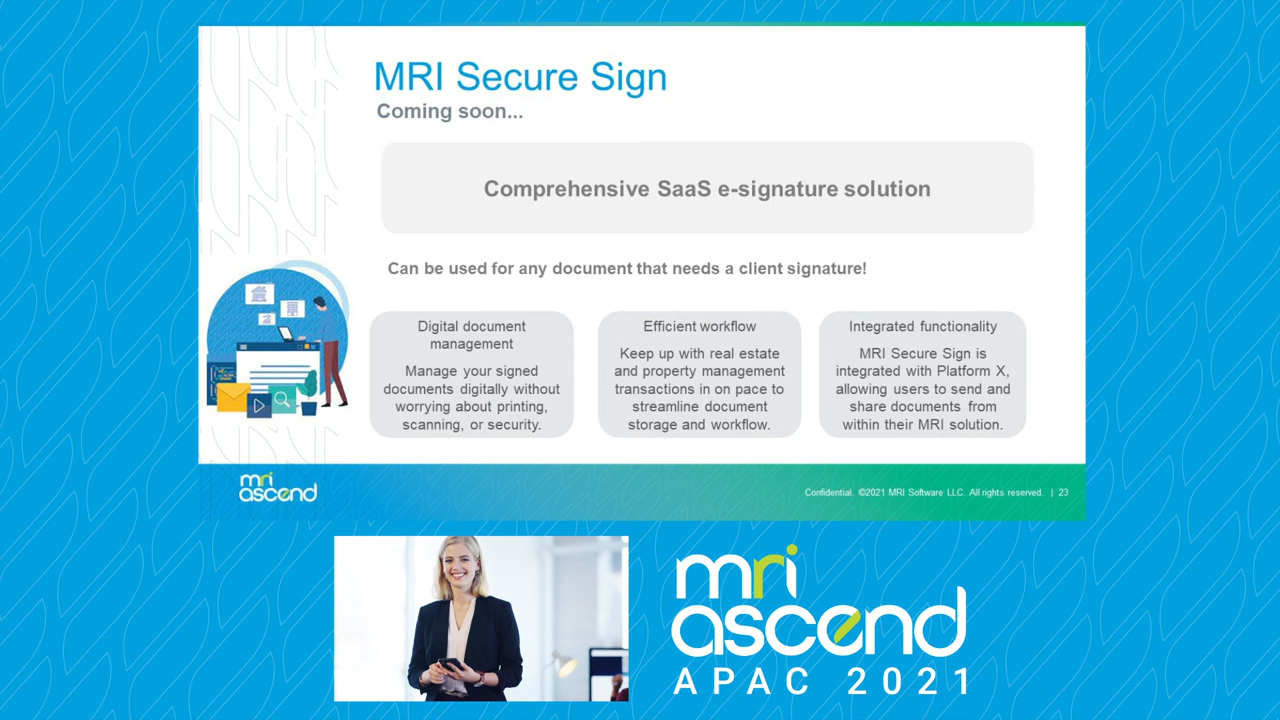 MRI Secure Sign
Coming soon...
Comprehensive SaaS e-signature solution
Can be used for any document that needs a client signature!
Digital document
management
Manage your signed
documents digitally without
worrying about printing,
scanning, or security.
Efficient workflow
Keep up with real estate
and property management
transactions in on pace to
streamline document
storage and workflow.
Integrated functionality
MRI Secure Sign is
integrated with Platform X,
allowing users to send and
share documents from
within their MRI solution.
mri
ascend
Confidential. ©2021 MRI Software LLC. All rights reserved. | 23
mri
ascend
APAC 2021